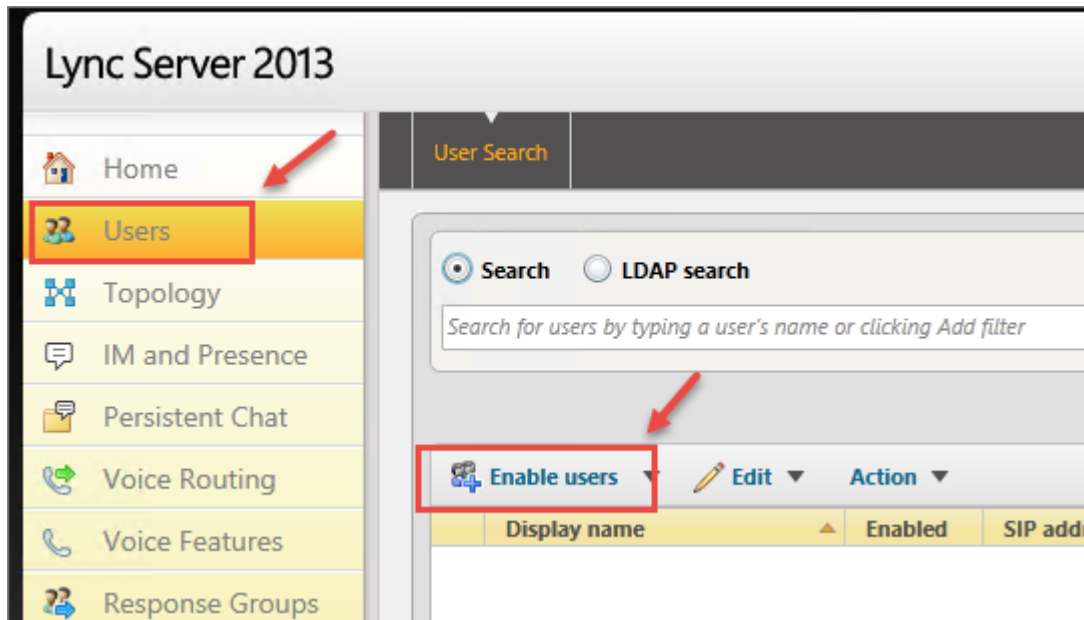 Lync Server 2013
Home
Users
Topology
IM and Presence
Persistent Chat
Voice Routing
Voice Features
Response Groups
User Search
Search LDAP search
Search for users by typing a user's name or clicking Add filter
Enable users Edit Action
Display name Enabled SIP addr